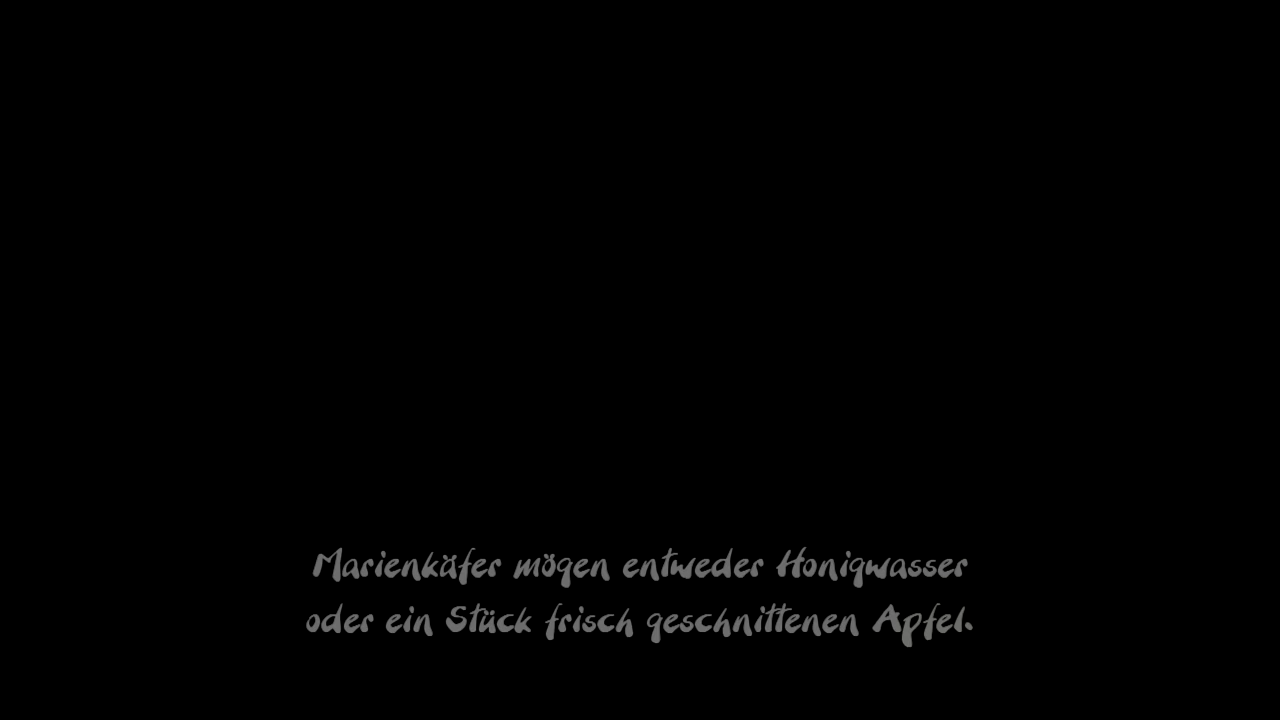 Marienkäfer mögen entweder Honigwasser
oder ein Stück frisch geschnittenen Apfel.